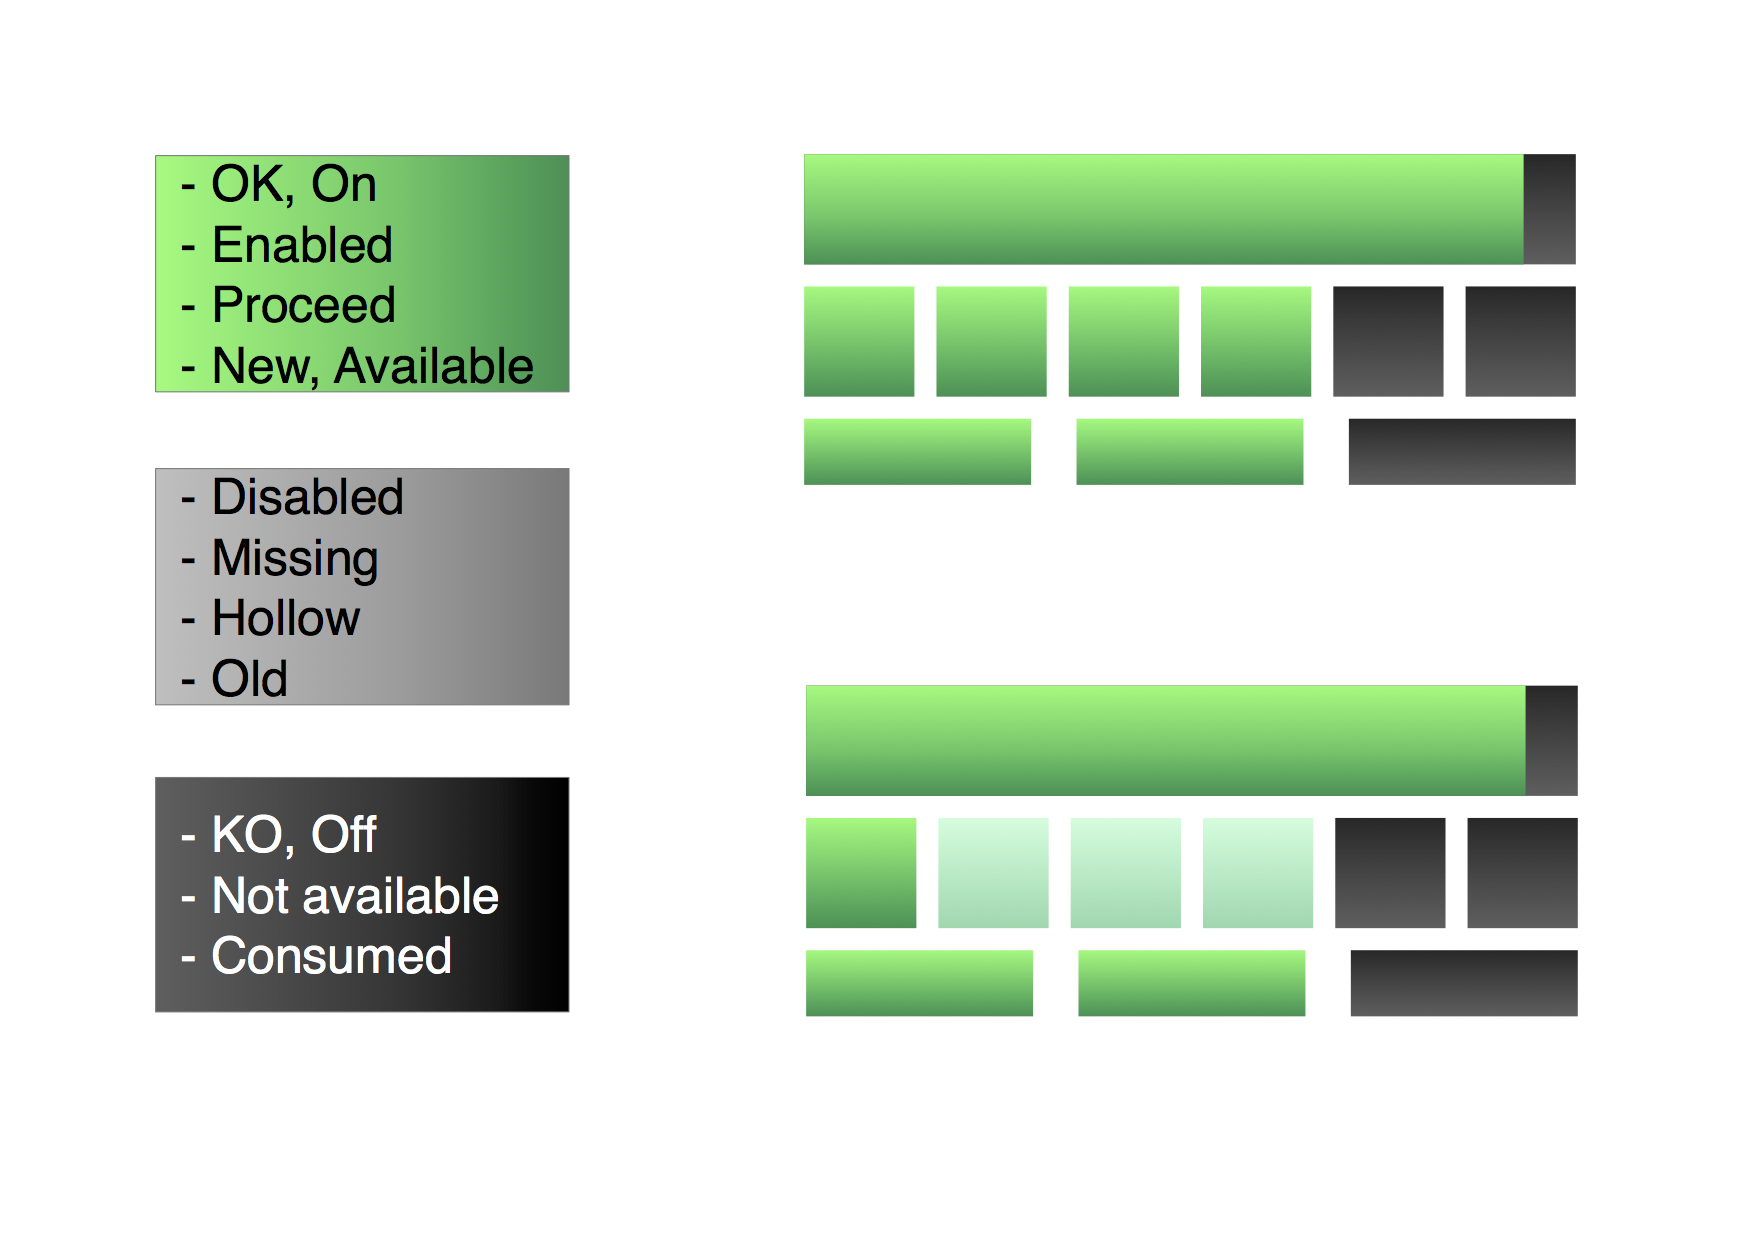 - OK, On
- Enabled
- Proceed
- New, Available
- Disabled
- Missing
- Hollow
- Old
- KO, Off
- Not available
- Consumed